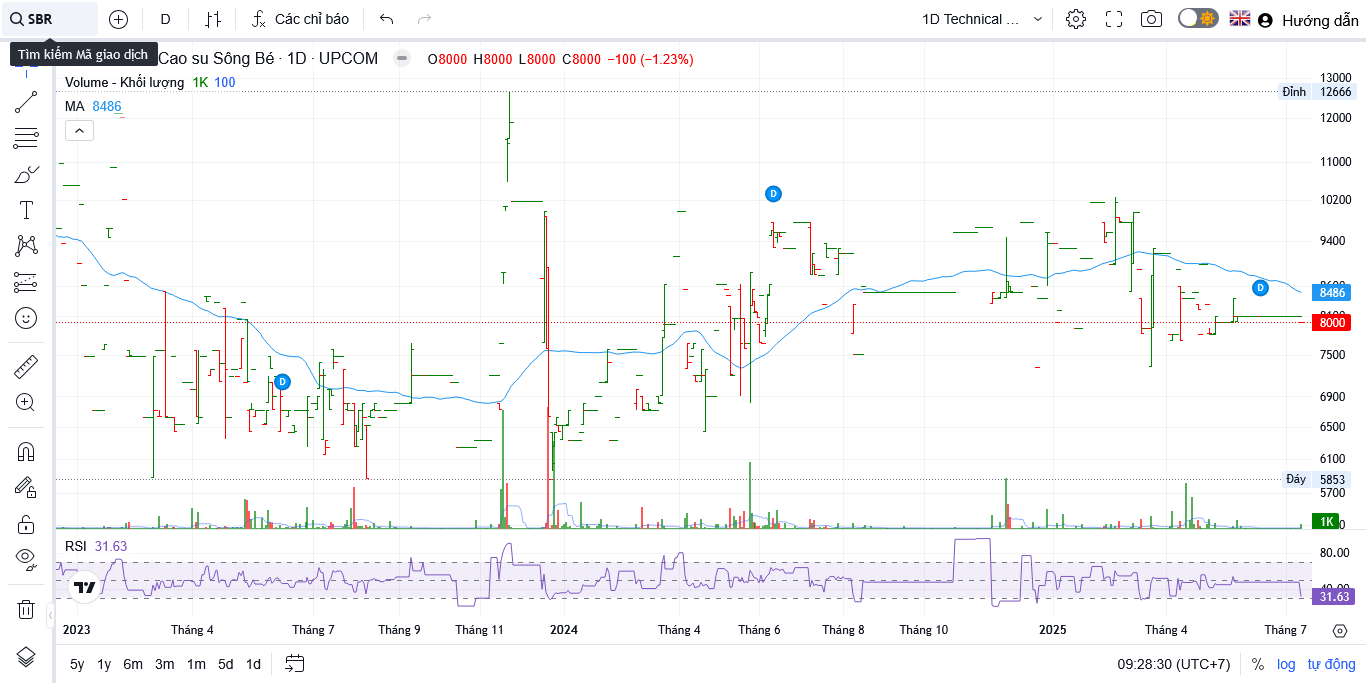 SBR D Các chỉ báo 1D Technical ... Hướng dẫn
Tìm kiếm Mã giao dịch
Cao su Sông Bé · 1D · UPCOM O8000 H8000 L8000 C8000 −100 (−1.23%)
Volume - Khối lượng 1K 100
MA 8486
13000
Đỉnh 12666
12000
11000
10200
9400
8486
8000
7500
6900
6500
6100
Đáy 5853
5700
1K
D
D
D
RSI 31.63
80.00
40.00
31.63
2023 Tháng 4 Tháng 7 Tháng 9 Tháng 11 2024 Tháng 4 Tháng 6 Tháng 8 Tháng 10 2025 Tháng 4 Tháng 7
5y 1y 6m 3m 1m 5d 1d 09:28:30 (UTC+7) % log tự động